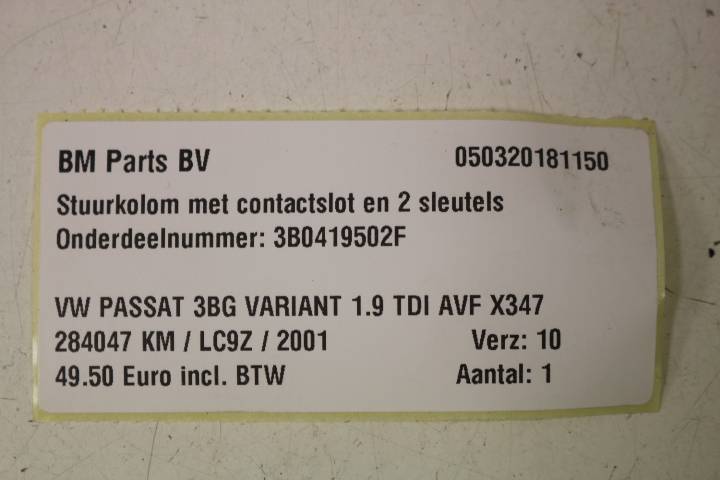 BM Parts BV 050320181150
Stuurkolom met contactslot en 2 sleutels
Onderdeelnummer: 3B0419502F
VW PASSAT 3BG VARIANT 1.9 TDI AVF X347
284047 KM / LC9Z / 2001 Verz: 10
49.50 Euro incl. BTW Aantal: 1